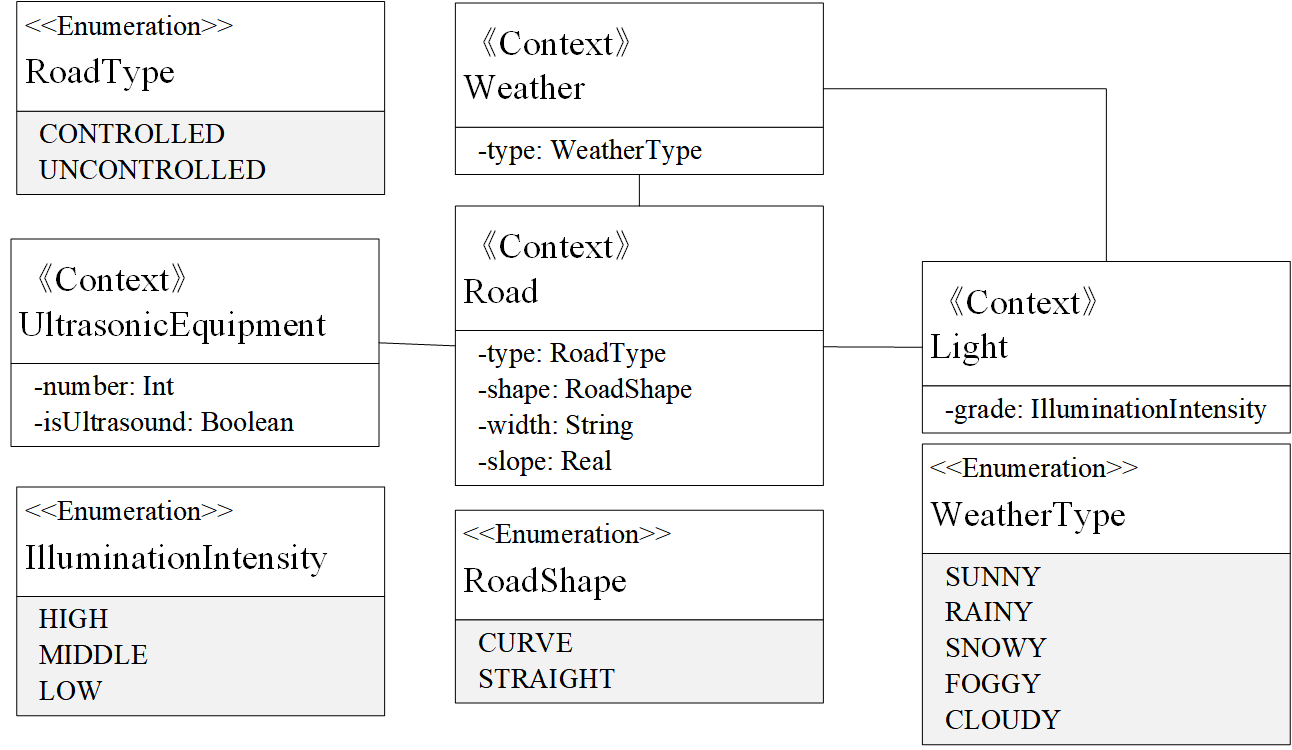 <<Enumeration>>
RoadType
CONTROLLED
UNCONTROLLED
《Context》
Weather
-type: WeatherType
《Context》
UltrasonicEquipment
-number: Int
-isUltrasound: Boolean
《Context》
Road
-type: RoadType
-shape: RoadShape
-width: String
-slope: Real
《Context》
Light
-grade: IlluminationIntensity
<<Enumeration>>
IlluminationIntensity
HIGH
MIDDLE
LOW
<<Enumeration>>
RoadShape
CURVE
STRAIGHT
<<Enumeration>>
WeatherType
SUNNY
RAINY
SNOWY
FOGGY
CLOUDY